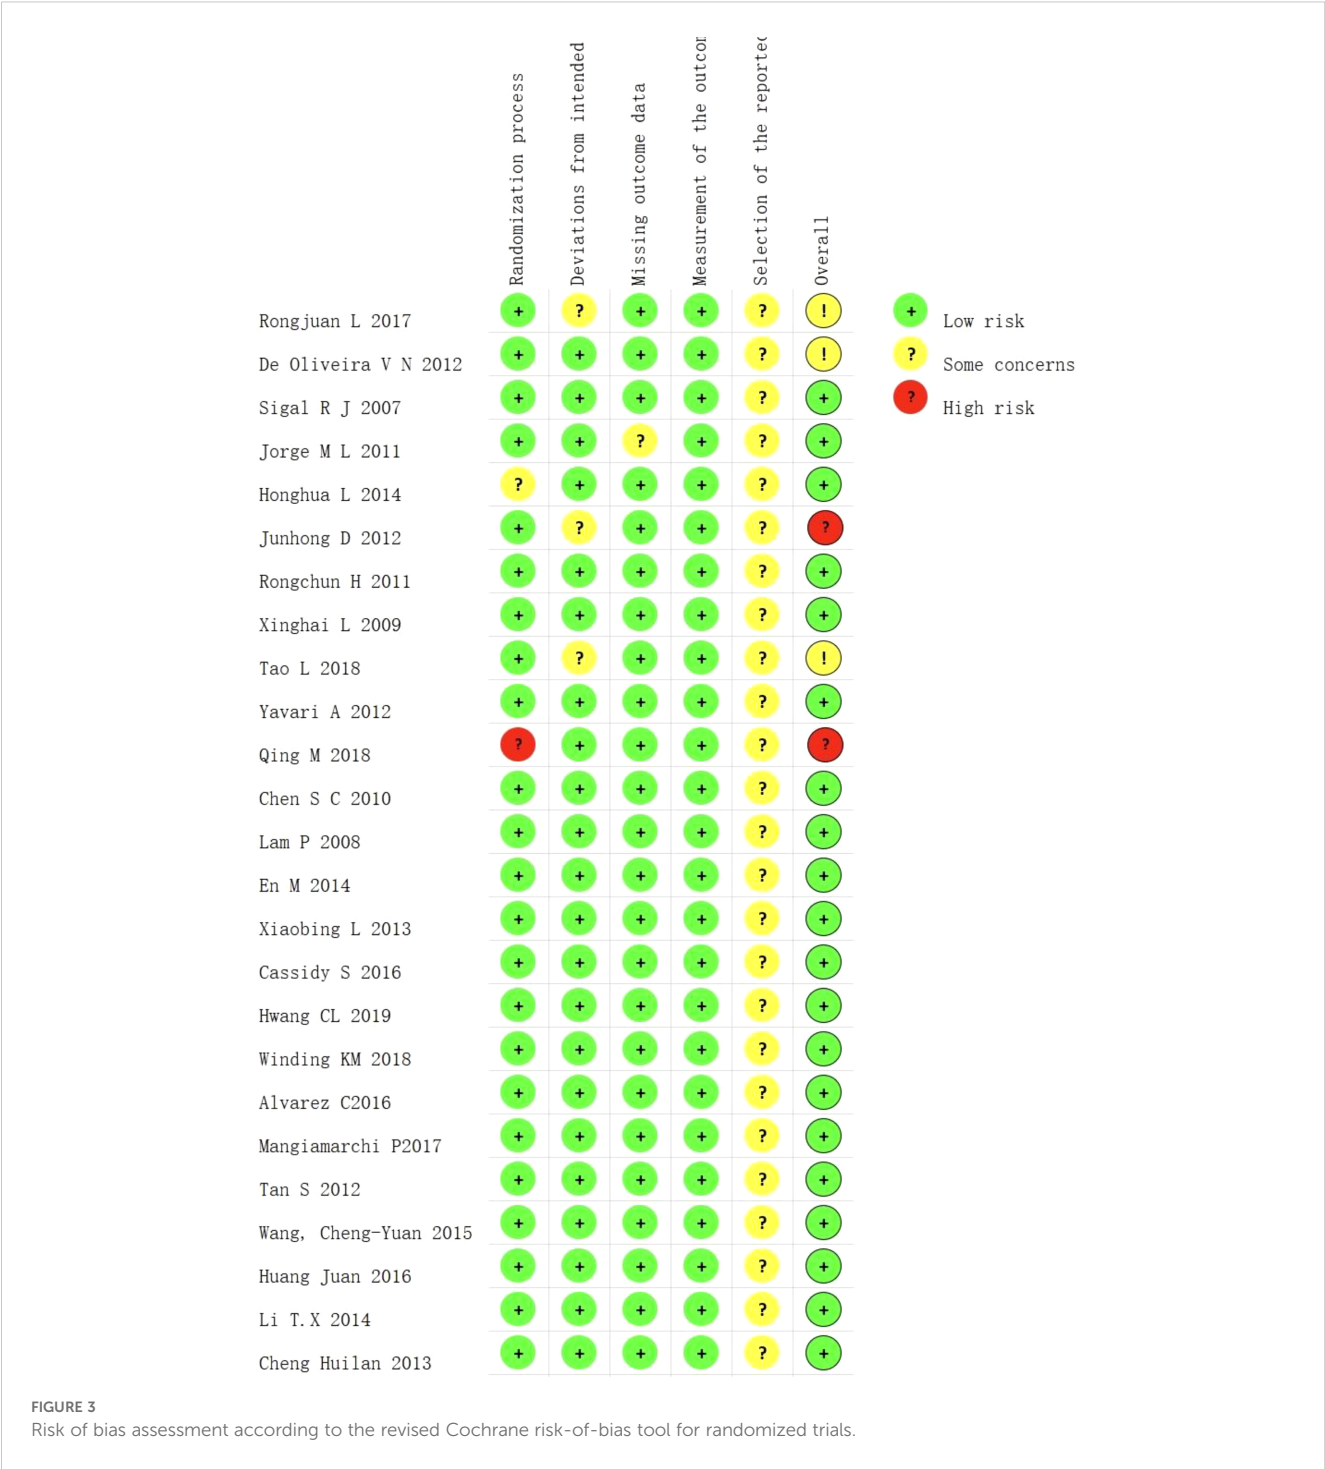 Randomization process
Deviations from intended
Missing outcome data
Measurement of the outcom
Selection of the reported
Overall
Rongjuan L 2017 + ? + + ? !
De Oliveira V N 2012 + + + + ? !
Sigal R J 2007 + + + + ? +
Jorge M L 2011 + + ? + ? +
Honghua L 2014 ? + + + ? +
Junhong D 2012 + ? + + ? ?
Rongchun H 2011 + + + + ? +
Xinghai L 2009 + + + + ? +
Tao L 2018 + ? + + ? !
Yavari A 2012 + + + + ? +
Qing M 2018 ? + + + ? ?
Chen S C 2010 + + + + ? +
Lam P 2008 + + + + ? +
En M 2014 + + + + ? +
Xiaobing L 2013 + + + + ? +
Cassidy S 2016 + + + + ? +
Hwang CL 2019 + + + + ? +
Winding KM 2018 + + + + ? +
Alvarez C2016 + + + + ? +
Mangiamarchi P2017 + + + + ? +
Tan S 2012 + + + + ? +
Wang, Cheng-Yuan 2015 + + + + ? +
Huang Juan 2016 + + + + ? +
Li T.X 2014 + + + + ? +
Cheng Huilan 2013 + + + + ? +
+ Low risk
? Some concerns
? High risk
FIGURE 3
Risk of bias assessment according to the revised Cochrane risk-of-bias tool for randomized trials.